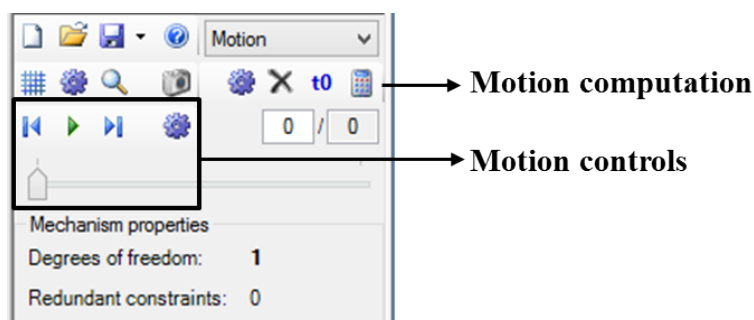 Motion
t0
Motion computation
0 / 0
Motion controls
Mechanism properties
Degrees of freedom: 1
Redundant constraints: 0